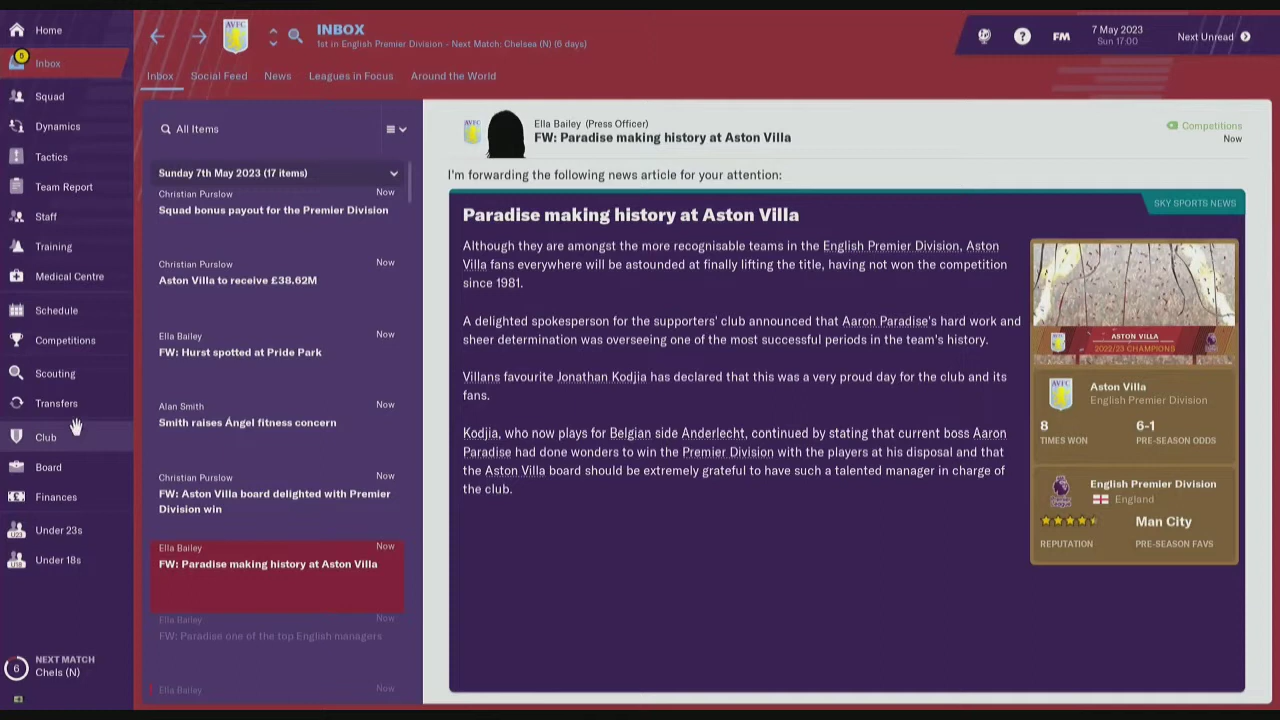 Home
5
Inbox
Squad
Dynamics
Tactics
Team Report
Staff
Training
Medical Centre
Schedule
Competitions
Scouting
Transfers
Club
Board
Finances
U23
Under 23s
U18
Under 18s
6
NEXT MATCH
Chels (N)
AVFC
INBOX
1st in English Premier Division - Next Match: Chelsea (N) (6 days)
?
FM
7 May 2023
Sun 17:00
Next Unread
Inbox
Social Feed
News
Leagues in Focus
Around the World
All Items
Sunday 7th May 2023 (17 items)
Christian Purslow
Now
Squad bonus payout for the Premier Division
Christian Purslow
Now
Aston Villa to receive £38.62M
Ella Bailey
Now
FW: Hurst spotted at Pride Park
Alan Smith
Now
Smith raises Ángel fitness concern
Christian Purslow
Now
FW: Aston Villa board delighted with Premier
Division win
Ella Bailey
Now
FW: Paradise making history at Aston Villa
Ella Bailey
Now
FW: Paradise one of the top English managers
Ella Bailey
Now
AVFC
Ella Bailey (Press Officer)
FW: Paradise making history at Aston Villa
Competitions
Now
I'm forwarding the following news article for your attention:
SKY SPORTS NEWS
Paradise making history at Aston Villa
Although they are amongst the more recognisable teams in the English Premier Division, Aston
Villa fans everywhere will be astounded at finally lifting the title, having not won the competition
since 1981.
A delighted spokesperson for the supporters' club announced that Aaron Paradise's hard work and
sheer determination was overseeing one of the most successful periods in the team's history.
Villans favourite Jonathan Kodjia has declared that this was a very proud day for the club and its
fans.
Kodjia, who now plays for Belgian side Anderlecht, continued by stating that current boss Aaron
Paradise had done wonders to win the Premier Division with the players at his disposal and that
the Aston Villa board should be extremely grateful to have such a talented manager in charge of
the club.
ASTON VILLA
2022/23 CHAMPIONS
AVFC
Aston Villa
English Premier Division
8
TIMES WON
6-1
PRE-SEASON ODDS
English Premier Division
England
REPUTATION
Man City
PRE-SEASON FAVS